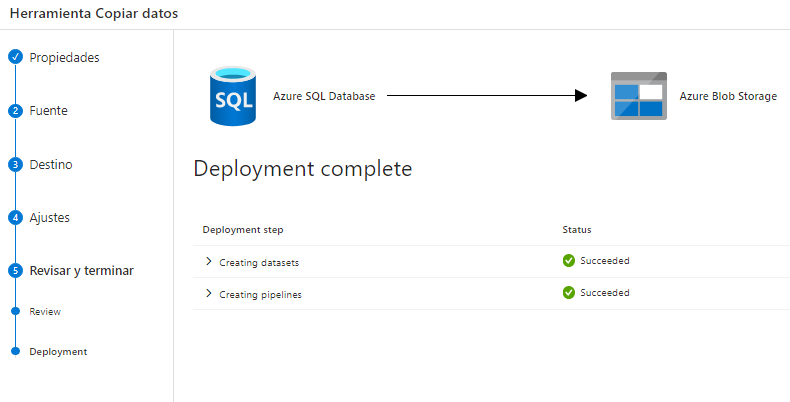 Herramienta Copiar datos
Propiedades
2 Fuente
3 Destino
4 Ajustes
5 Revisar y terminar
Review
Deployment
SQL
Azure SQL Database
Azure Blob Storage
Deployment complete
Deployment step Status
Creating datasets Succeeded
Creating pipelines Succeeded